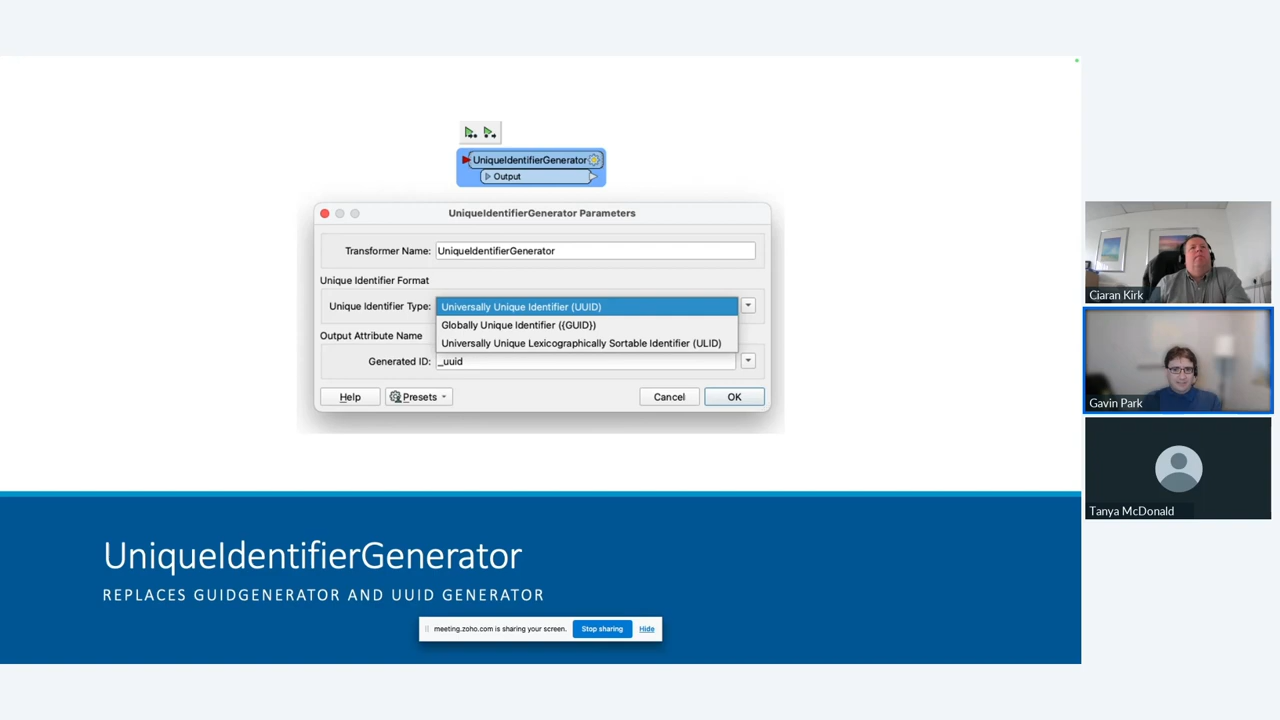 UniqueIdentifierGenerator
Output
UniqueIdentifierGenerator Parameters
Transformer Name: UniqueIdentifierGenerator
Unique Identifier Format
Unique Identifier Type: Universally Unique Identifier (UUID)
Globally Unique Identifier ({GUID})
Universally Unique Lexicographically Sortable Identifier (ULID)
Output Attribute Name
Generated ID: _uuid
Help Presets Cancel OK
UniqueIdentifierGenerator
REPLACES GUIDGENERATOR AND UUID GENERATOR
meeting.zoho.com is sharing your screen. Stop sharing Hide
Ciaran Kirk
Gavin Park
Tanya McDonald